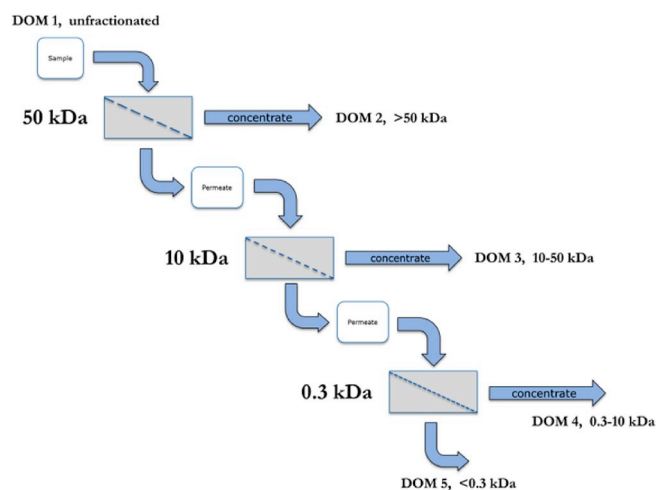 DOM 1, unfractionated
Sample
50 kDa
concentrate
DOM 2, >50 kDa
Permeate
10 kDa
concentrate
DOM 3, 10-50 kDa
Permeate
0.3 kDa
concentrate
DOM 4, 0.3-10 kDa
DOM 5, <0.3 kDa